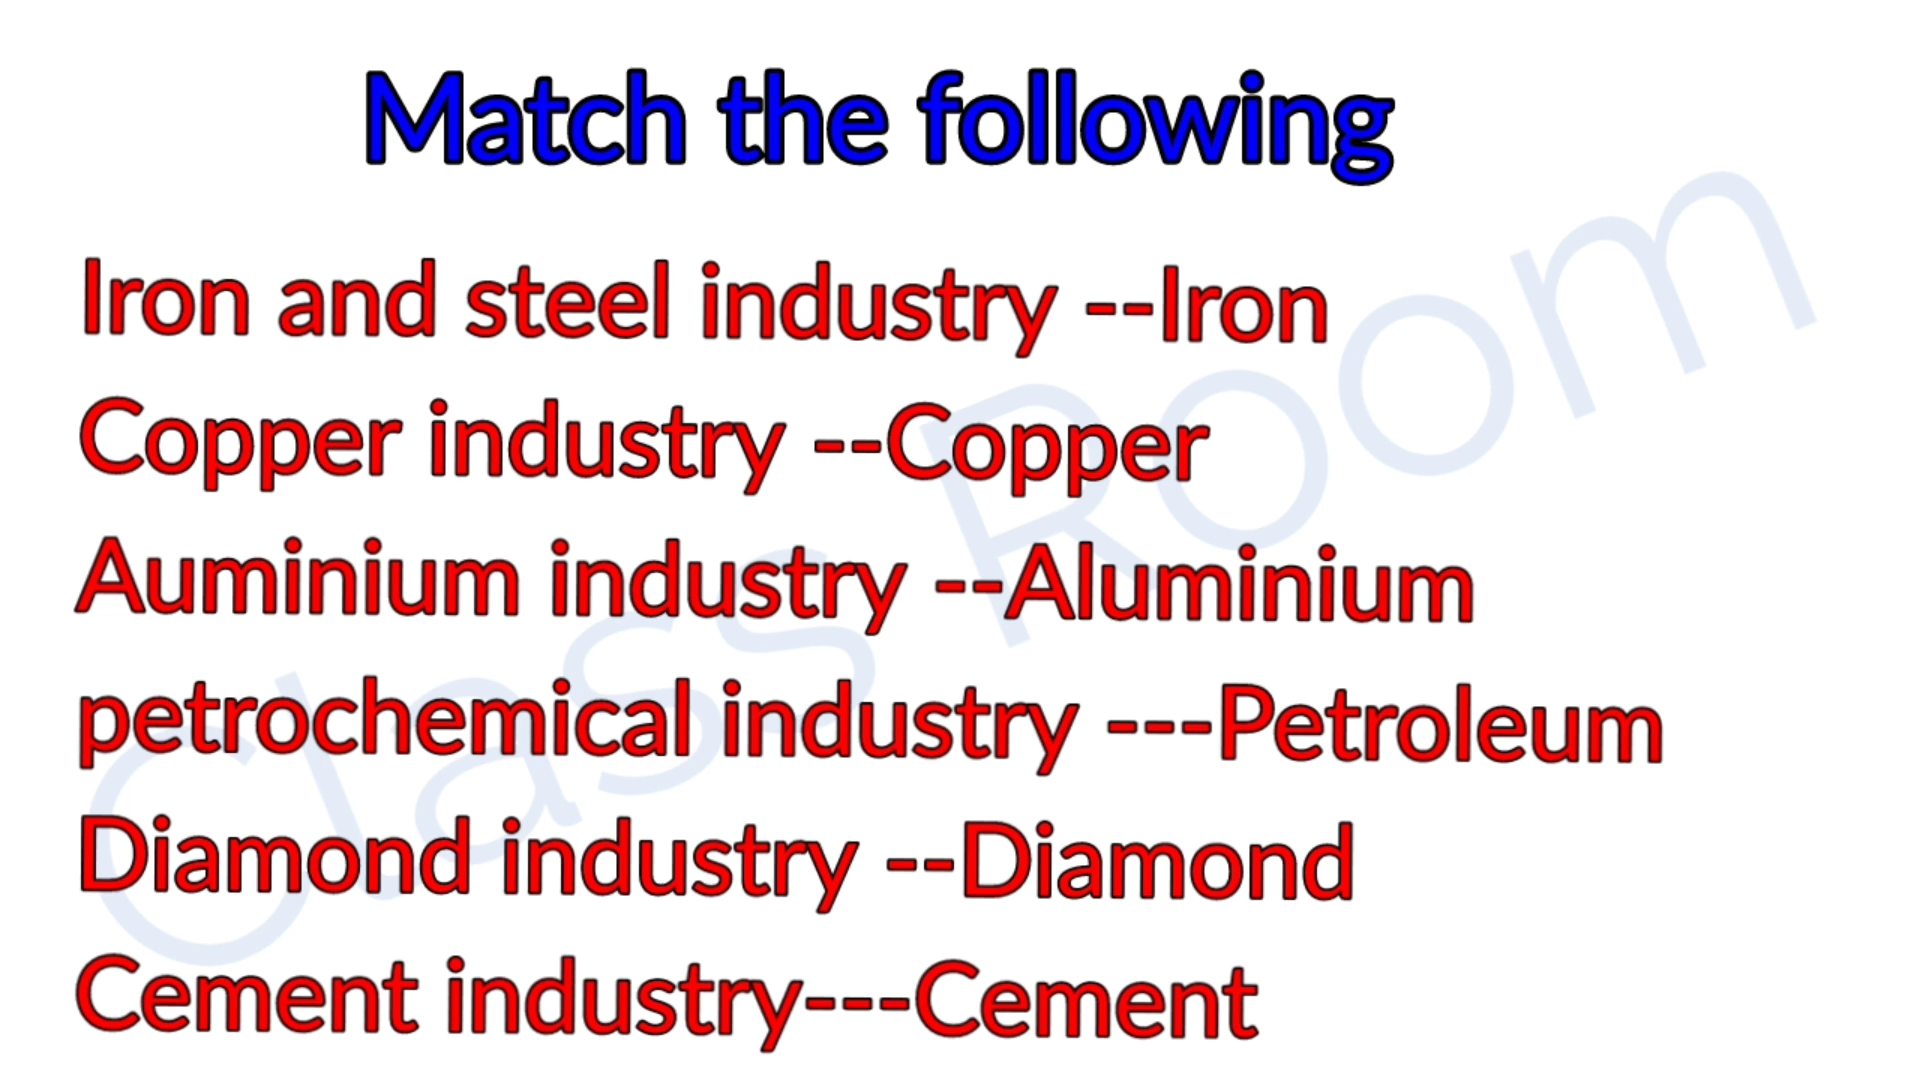 Match the following
Iron and steel industry --Iron
Copper industry --Copper
Auminium industry --Aluminium
petrochemical industry ---Petroleum
Diamond industry --Diamond
Cement industry---Cement
Class Room